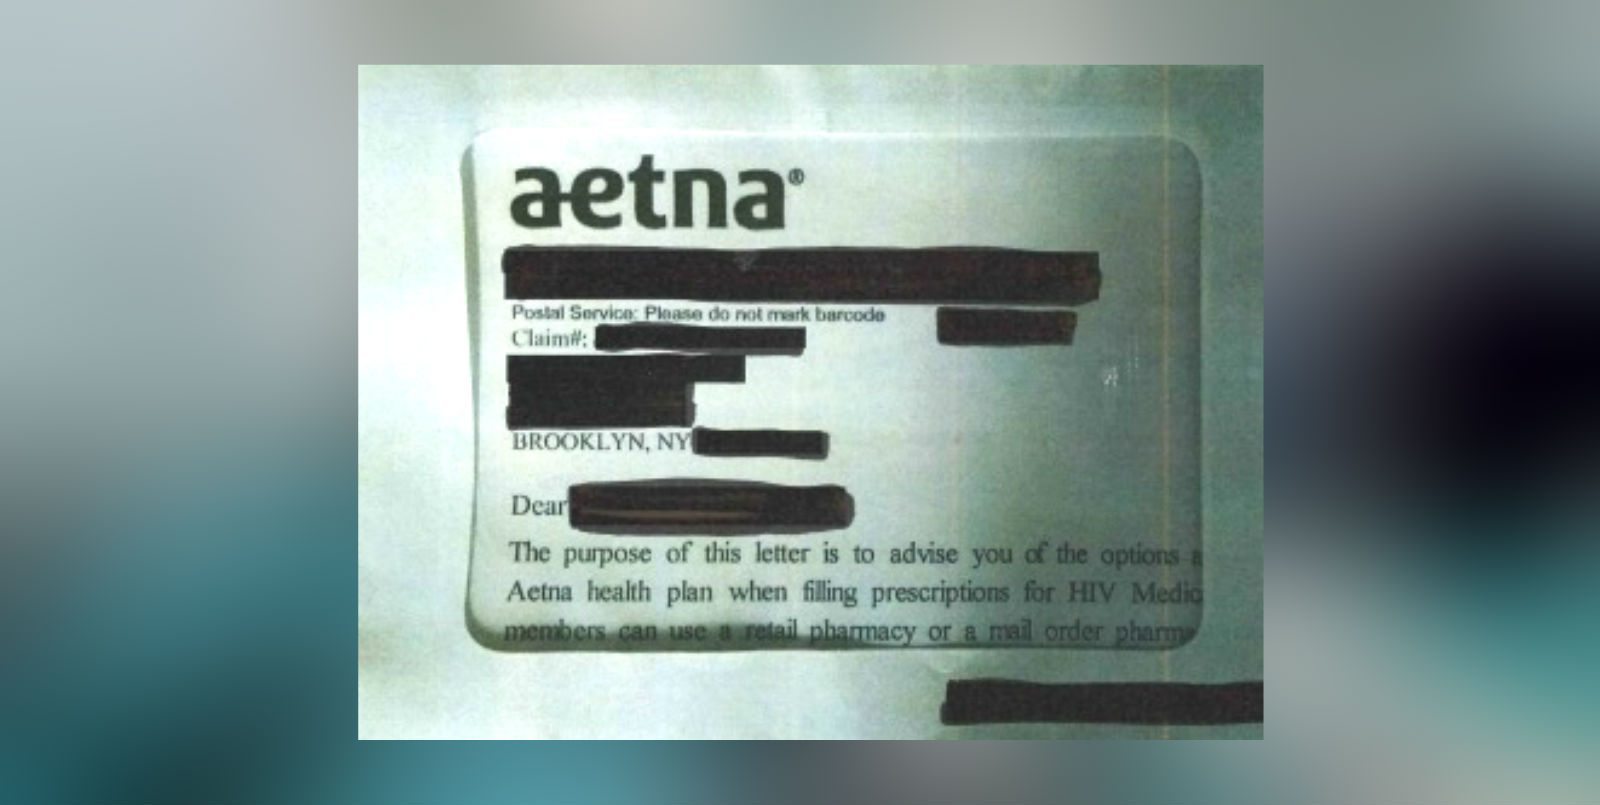 aetna®
Postal Service: Please do not mark barcode
Claim#:
BROOKLYN, NY
Dear
The purpose of this letter is to advise you of the options a
Aetna health plan when filling prescriptions for HIV Medic
members can use a retail pharmacy or a mail order pharma